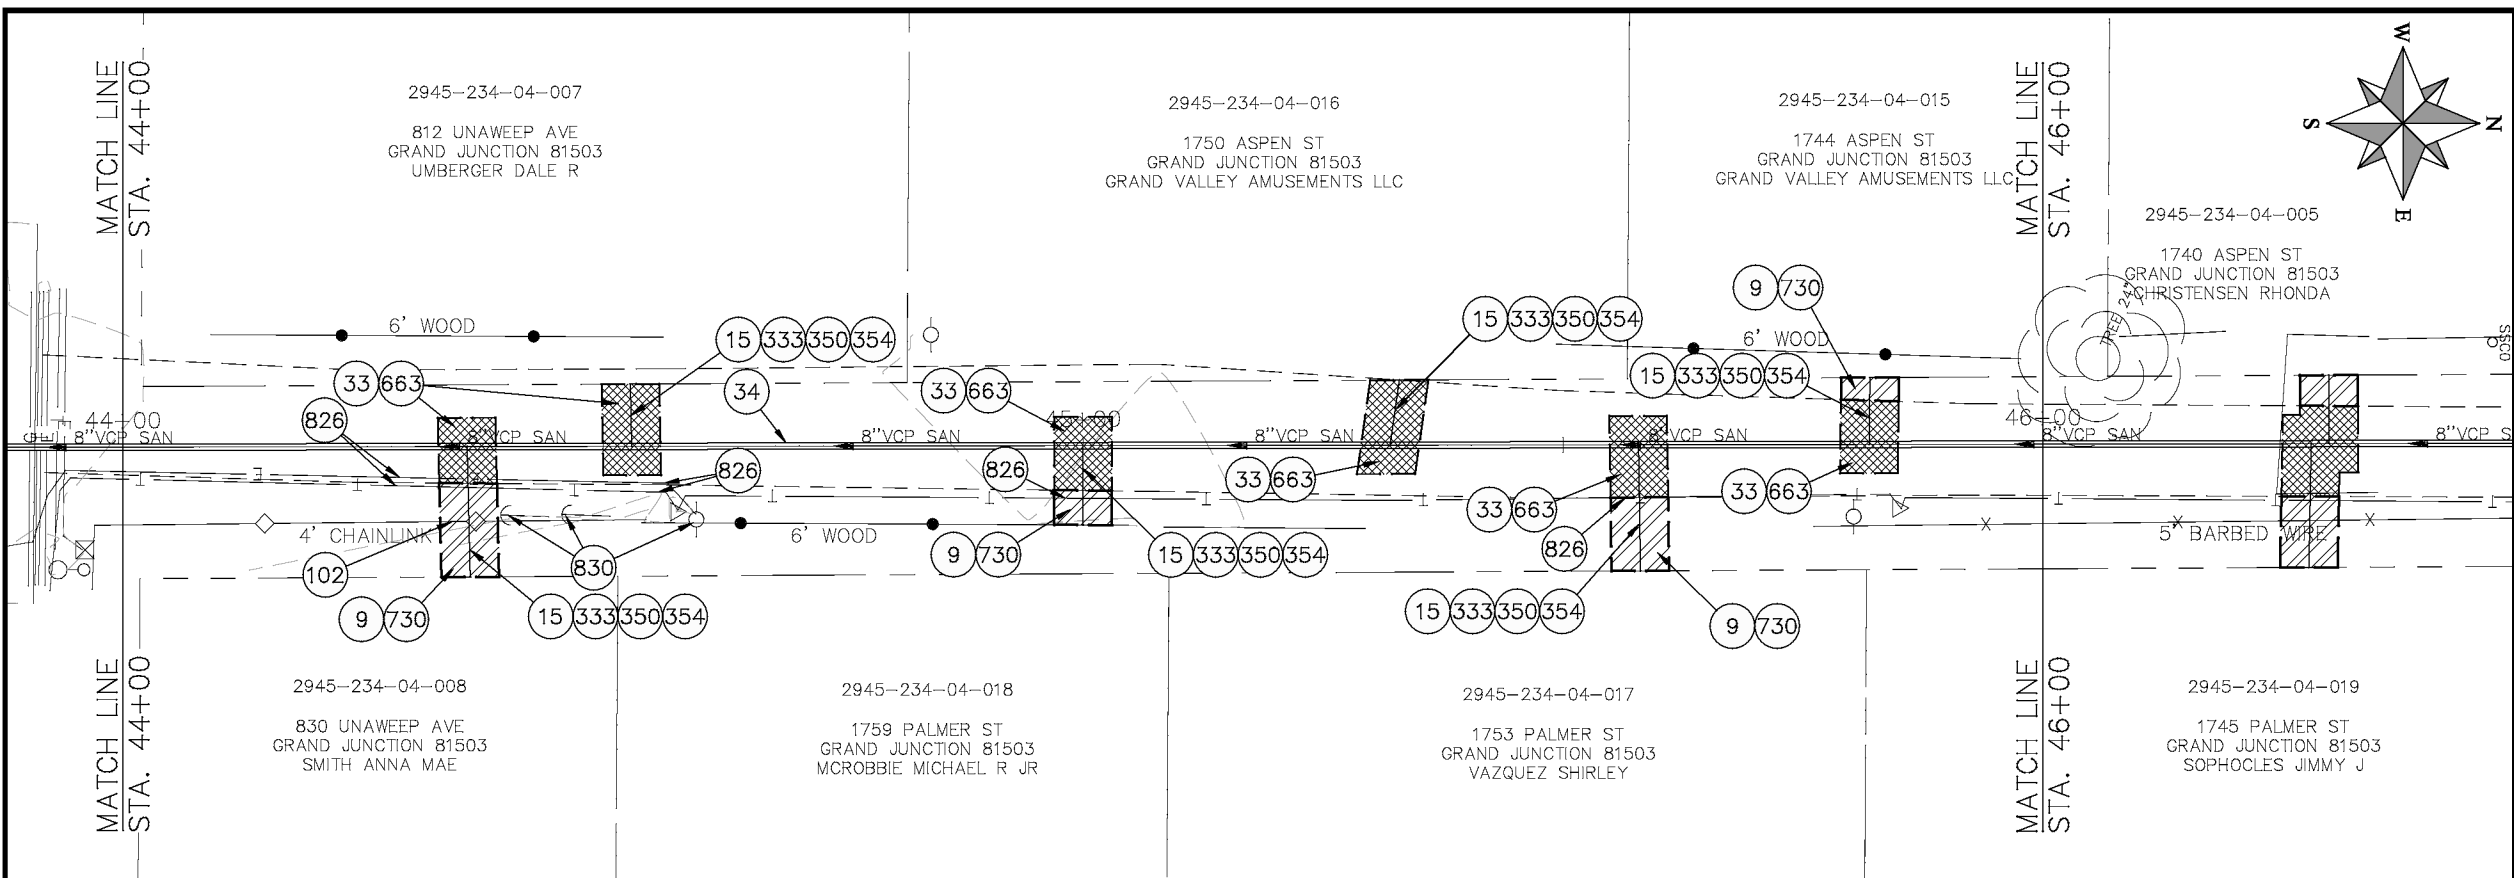 MATCH LINE
STA. 44+00
2945-234-04-007
812 UNAWEEP AVE
GRAND JUNCTION 81503
UMBERGER DALE R
2945-234-04-016
1750 ASPEN ST
GRAND JUNCTION 81503
GRAND VALLEY AMUSEMENTS LLC
2945-234-04-015
1744 ASPEN ST
GRAND JUNCTION 81503
GRAND VALLEY AMUSEMENTS LLC
MATCH LINE
STA. 46+00
W
S
N
E
2945-234-04-005
1740 ASPEN ST
GRAND JUNCTION 81503
CHRISTENSEN RHONDA
TREE 24"
SSCO
6' WOOD
15 333 350 354
33 663
34
33 663
15 333 350 354
9 730
6' WOOD
15 333 350 354
826
44+00
45+00
46+00
8"VCP SAN
8"VCP SAN
8"VCP SAN
8"VCP SAN
8"VCP SAN
8"VCP SAN
8"VCP S
826
826
33 663
33 663
33 663
4' CHAINLINK
6' WOOD
5' BARBED WIRE
102
830
9 730
15 333 350 354
826
9 730
15 333 350 354
15 333 350 354
9 730
MATCH LINE
STA. 44+00
2945-234-04-008
830 UNAWEEP AVE
GRAND JUNCTION 81503
SMITH ANNA MAE
2945-234-04-018
1759 PALMER ST
GRAND JUNCTION 81503
MCROBBIE MICHAEL R JR
2945-234-04-017
1753 PALMER ST
GRAND JUNCTION 81503
VAZQUEZ SHIRLEY
MATCH LINE
STA. 46+00
2945-234-04-019
1745 PALMER ST
GRAND JUNCTION 81503
SOPHOCLES JIMMY J